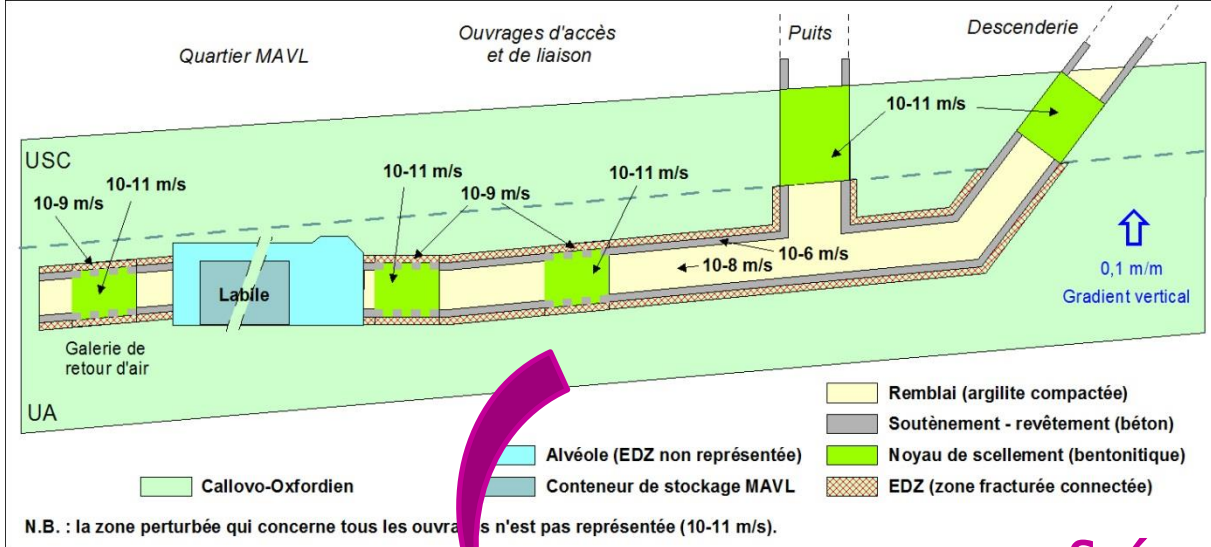 Quartier MAVL
Ouvrages d'accès
et de liaison
Puits
Descenderie
USC
10-11 m/s
10-9 m/s
10-11 m/s
10-9 m/s
10-11 m/s
10-11 m/s
10-6 m/s
10-8 m/s
Labile
0,1 m/m
Gradient vertical
Galerie de
retour d'air
UA
Remblai (argilite compactée)
Soutènement - revêtement (béton)
Alvéole (EDZ non représentée)
Noyau de scellement (bentonitique)
Callovo-Oxfordien
Conteneur de stockage MAVL
EDZ (zone fracturée connectée)
N.B. : la zone perturbée qui concerne tous les ouvrages n'est pas représentée (10-11 m/s).